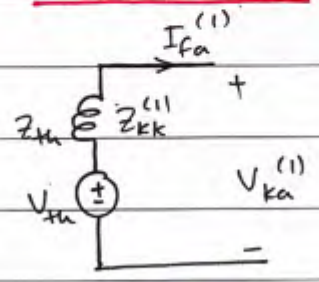 I_fa^(1)
+
Z_th Z_kk^(1)
V_th ± V_ka^(1)
-